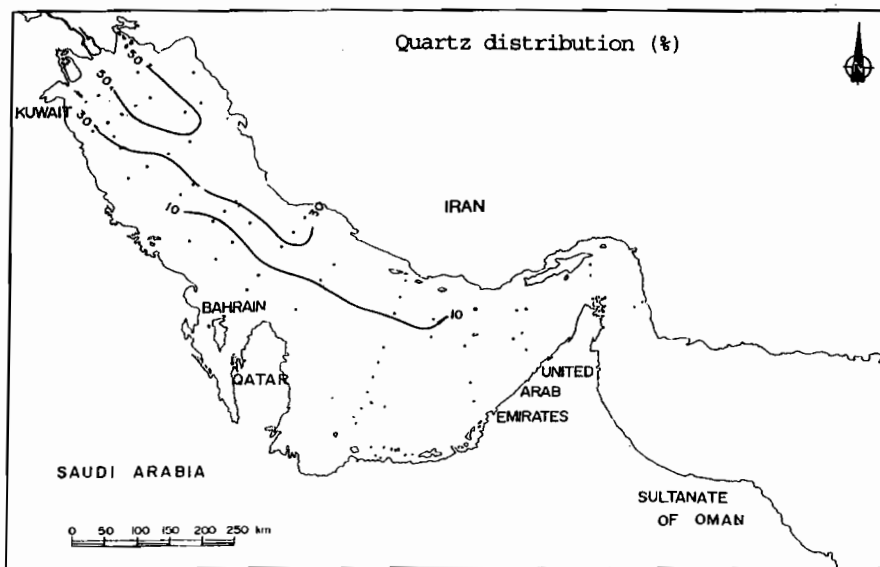 Quartz distribution (%)
N
50
50
KUWAIT
30
10
30
IRAN
BAHRAIN
10
QATAR
UNITED
ARAB
EMIRATES
SAUDI ARABIA
SULTANATE
OF OMAN
0 50 100 150 200 250 km